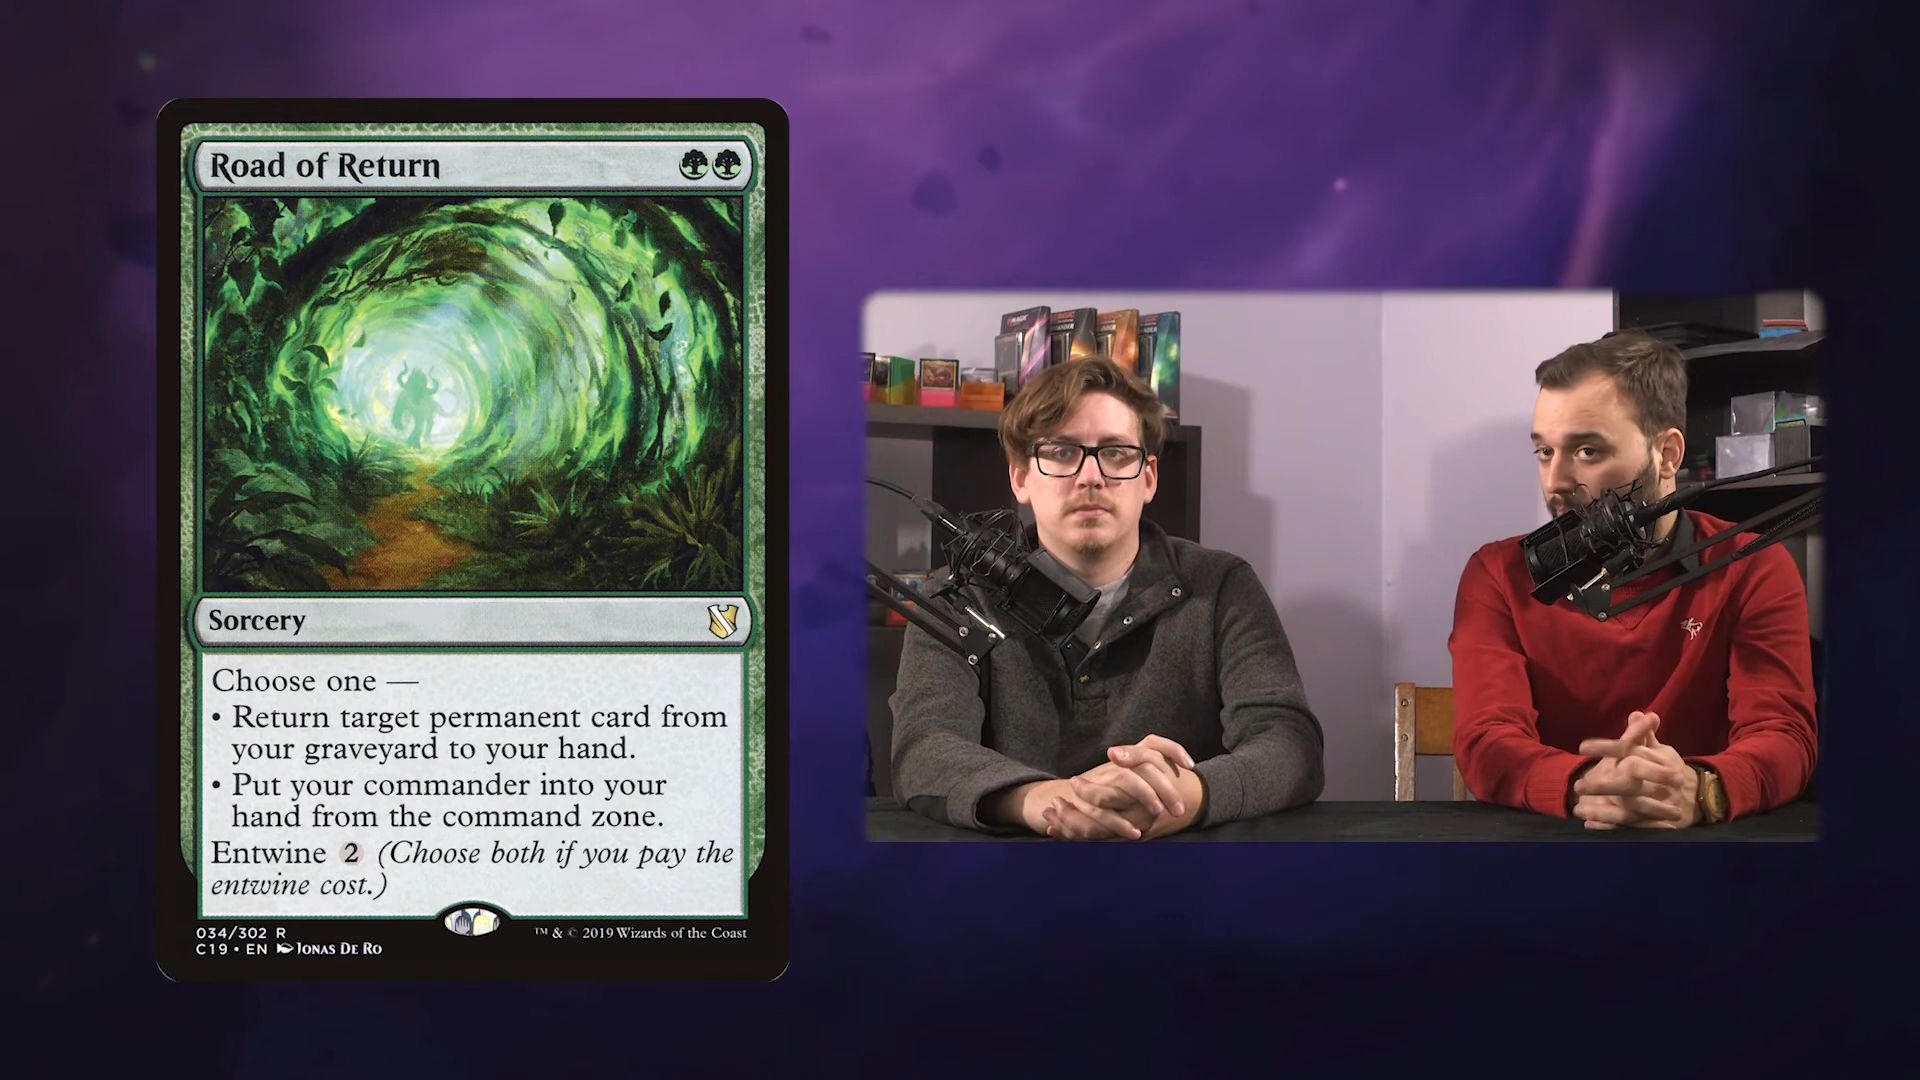 Road of Return
Sorcery
Choose one —
• Return target permanent card from
your graveyard to your hand.
• Put your commander into your
hand from the command zone.
Entwine 2 (Choose both if you pay the
entwine cost.)
034/302 R
C19 • EN Jonas De Ro
™ & © 2019 Wizards of the Coast